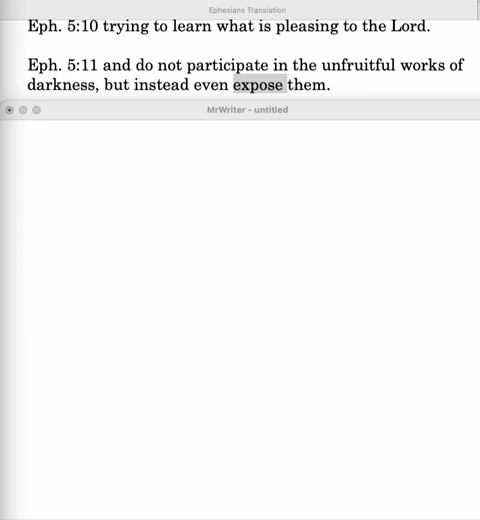 Ephesians Translation
Eph. 5:10 trying to learn what is pleasing to the Lord.
Eph. 5:11 and do not participate in the unfruitful works of
darkness, but instead even expose them.
MrWriter - untitled